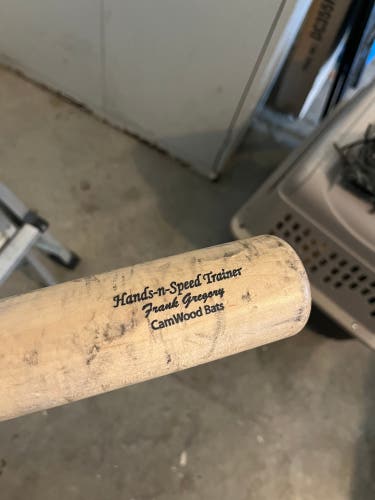 Hands-n-Speed Trainer
Frank Gregory
CamWood Bats